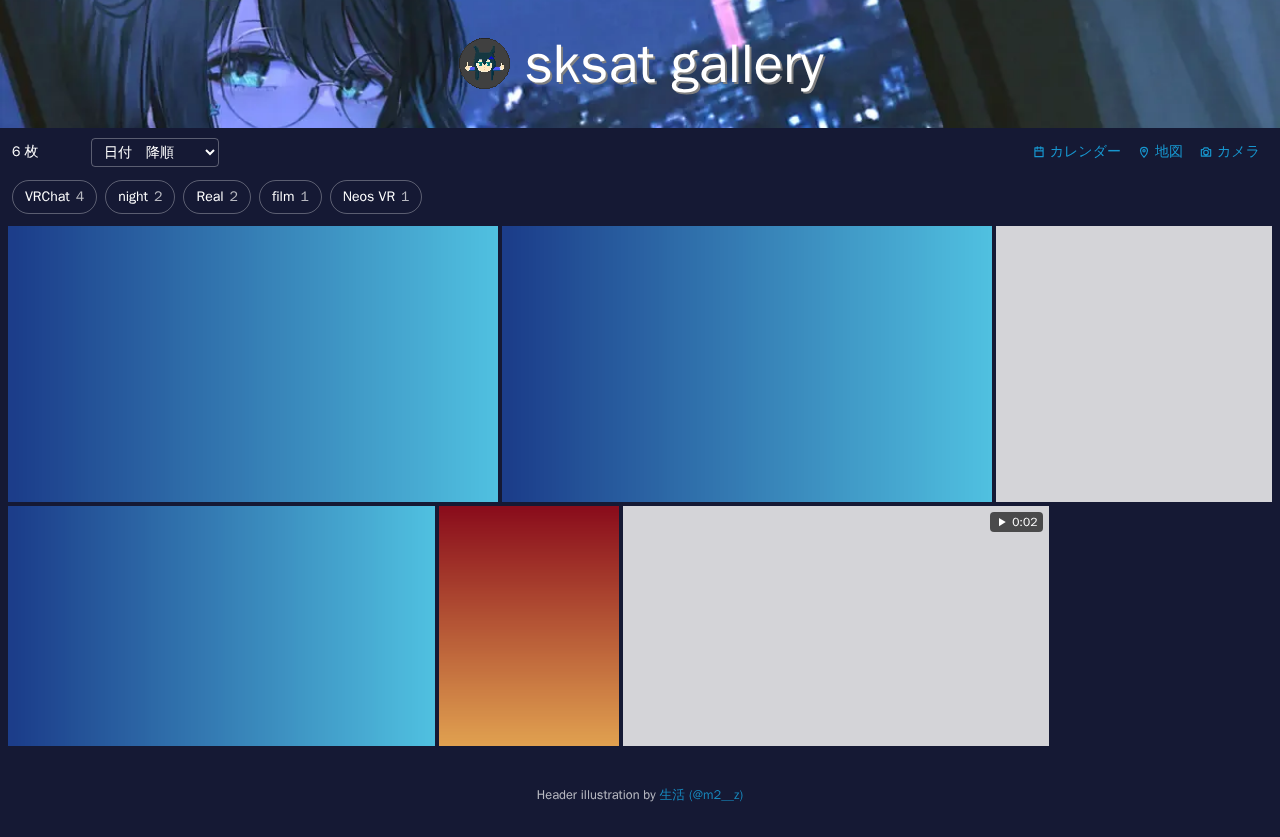 sksat gallery
6 枚
日付　降順
カレンダー
地図
カメラ
VRChat 4
night 2
Real 2
film 1
Neos VR 1
0:02
Header illustration by 生活 (@m2__z)